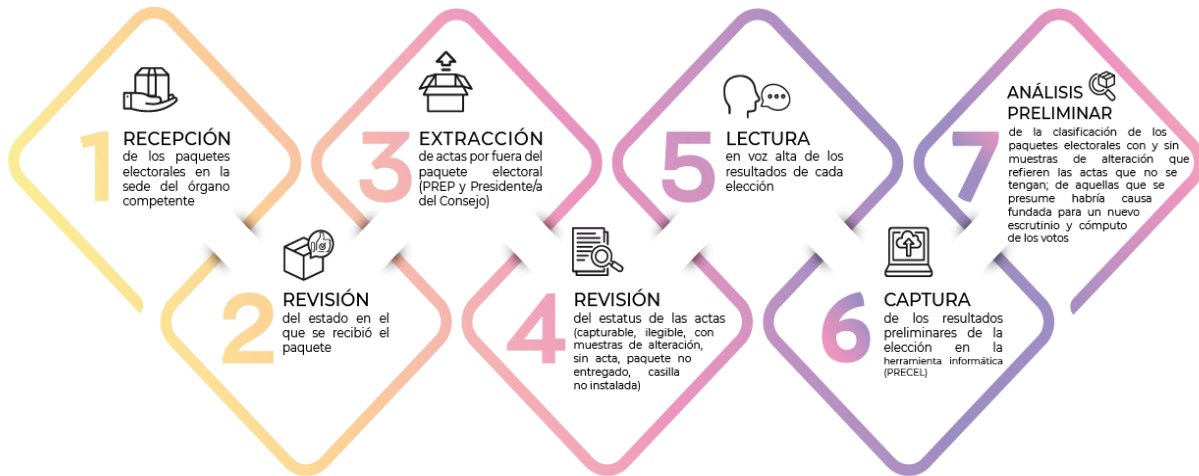 1
RECEPCIÓN
de los paquetes
electorales en la
sede del órgano
competente
2
REVISIÓN
del estado en el
que se recibió el
paquete
3
EXTRACCIÓN
de actas por fuera del
paquete electoral
(PREP y Presidente/a
del Consejo)
4
REVISIÓN
del estatus de las actas
(capturable, ilegible, con
muestras de alteración,
sin acta, paquete no
entregado, casilla
no instalada)
5
LECTURA
en voz alta de los
resultados de cada
elección
6
CAPTURA
de los resultados
preliminares de la
elección en la
herramienta informática
(PRECEL)
7
ANÁLISIS
PRELIMINAR
de la clasificación de los
paquetes electorales con y sin
muestras de alteración que
refieren las actas que no se
tengan; de aquellas que se
presume habría causa
fundada para un nuevo
escrutinio y cómputo
de los votos